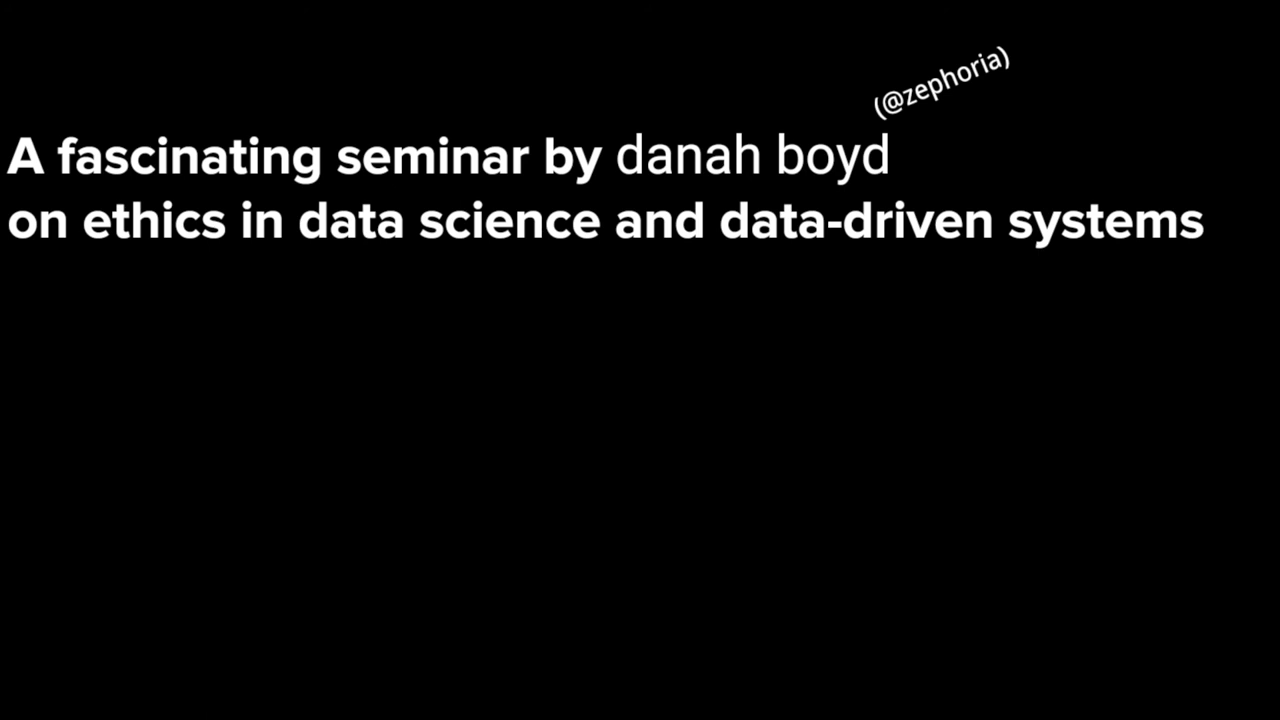 (@zephoria)
A fascinating seminar by danah boyd
on ethics in data science and data-driven systems